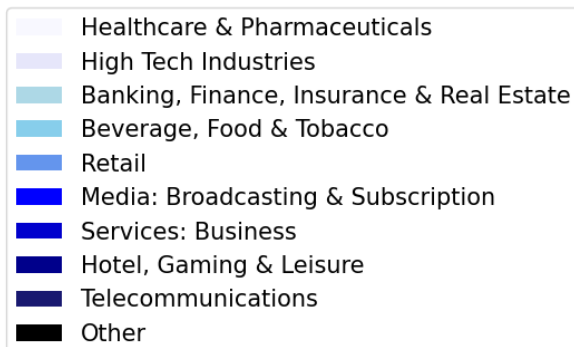 Healthcare & Pharmaceuticals
High Tech Industries
Banking, Finance, Insurance & Real Estate
Beverage, Food & Tobacco
Retail
Media: Broadcasting & Subscription
Services: Business
Hotel, Gaming & Leisure
Telecommunications
Other